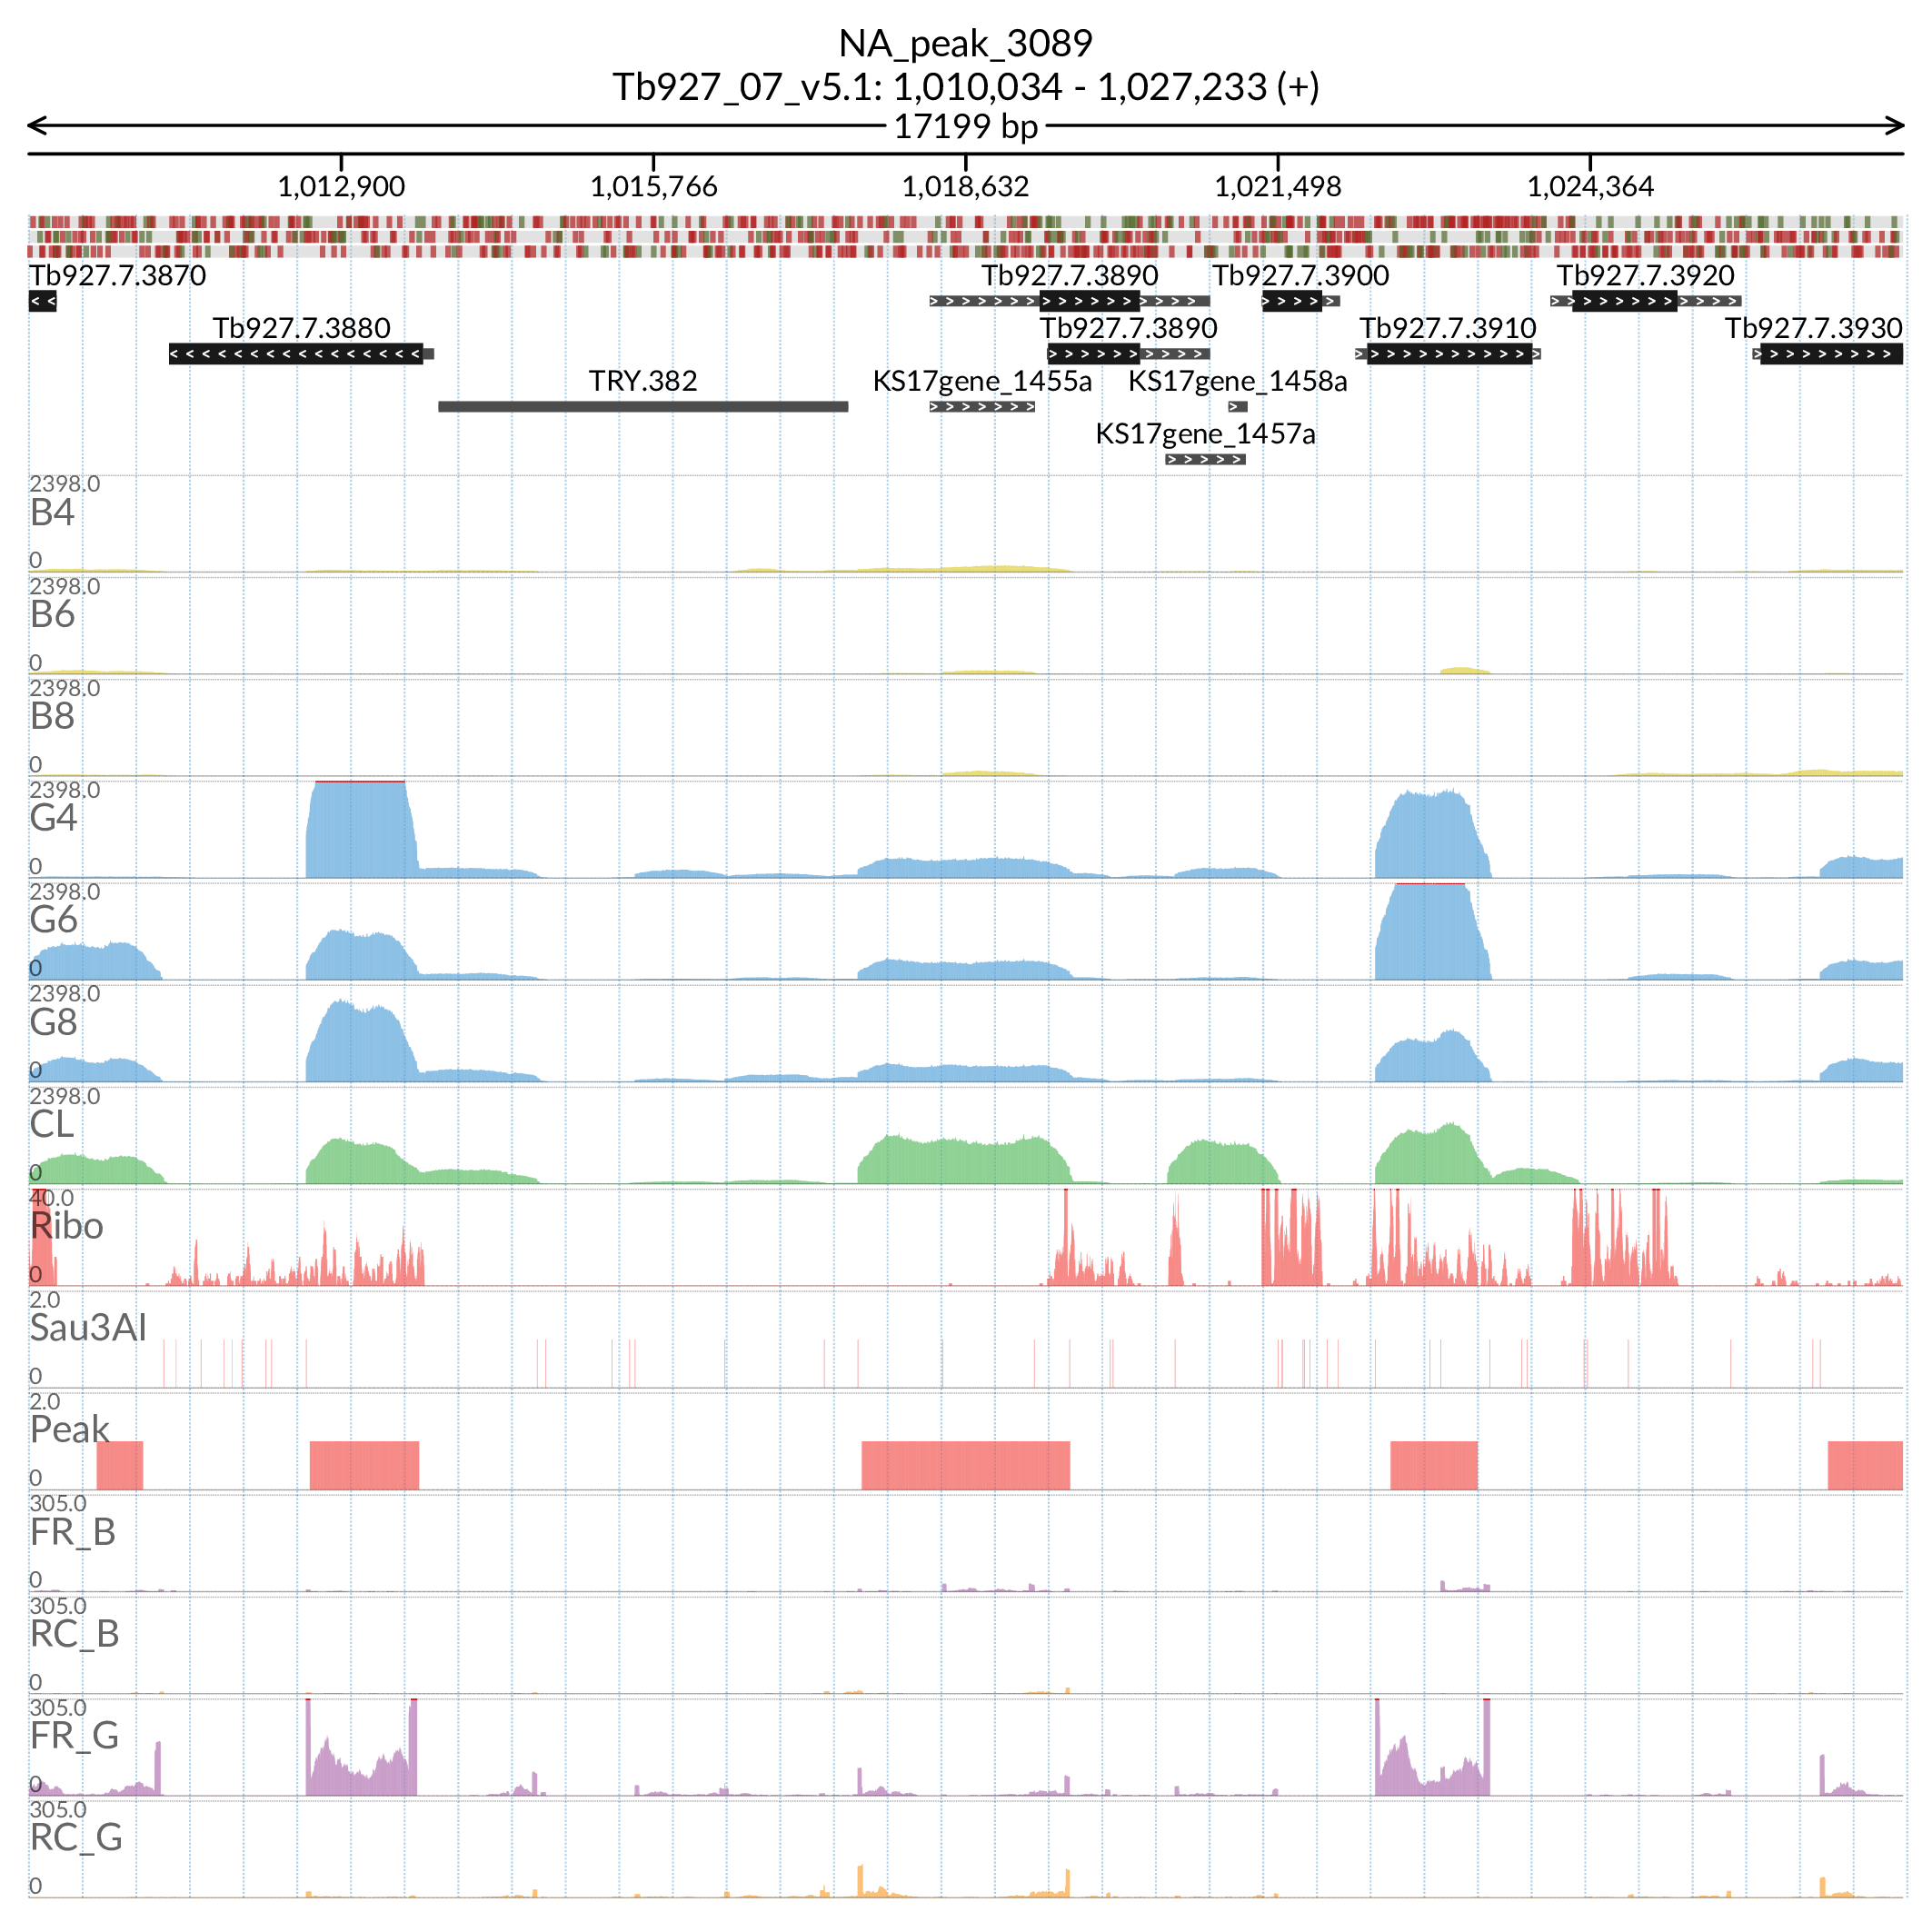 NA_peak_3089
Tb927_07_v5.1: 1,010,034 - 1,027,233 (+)
17199 bp
1,012,900 1,015,766 1,018,632 1,021,498 1,024,364
Tb927.7.3870 Tb927.7.3890 Tb927.7.3900 Tb927.7.3920
Tb927.7.3880 Tb927.7.3890 Tb927.7.3910 Tb927.7.3930
TRY.382 KS17gene_1455a KS17gene_1458a
KS17gene_1457a
2398.0
B4
0
2398.0
B6
0
2398.0
B8
0
2398.0
G4
0
2398.0
G6
0
2398.0
G8
0
2398.0
CL
0
40.0
Ribo
0
2.0
Sau3AI
0
2.0
Peak
0
305.0
FR_B
0
305.0
RC_B
0
305.0
FR_G
0
305.0
RC_G
0